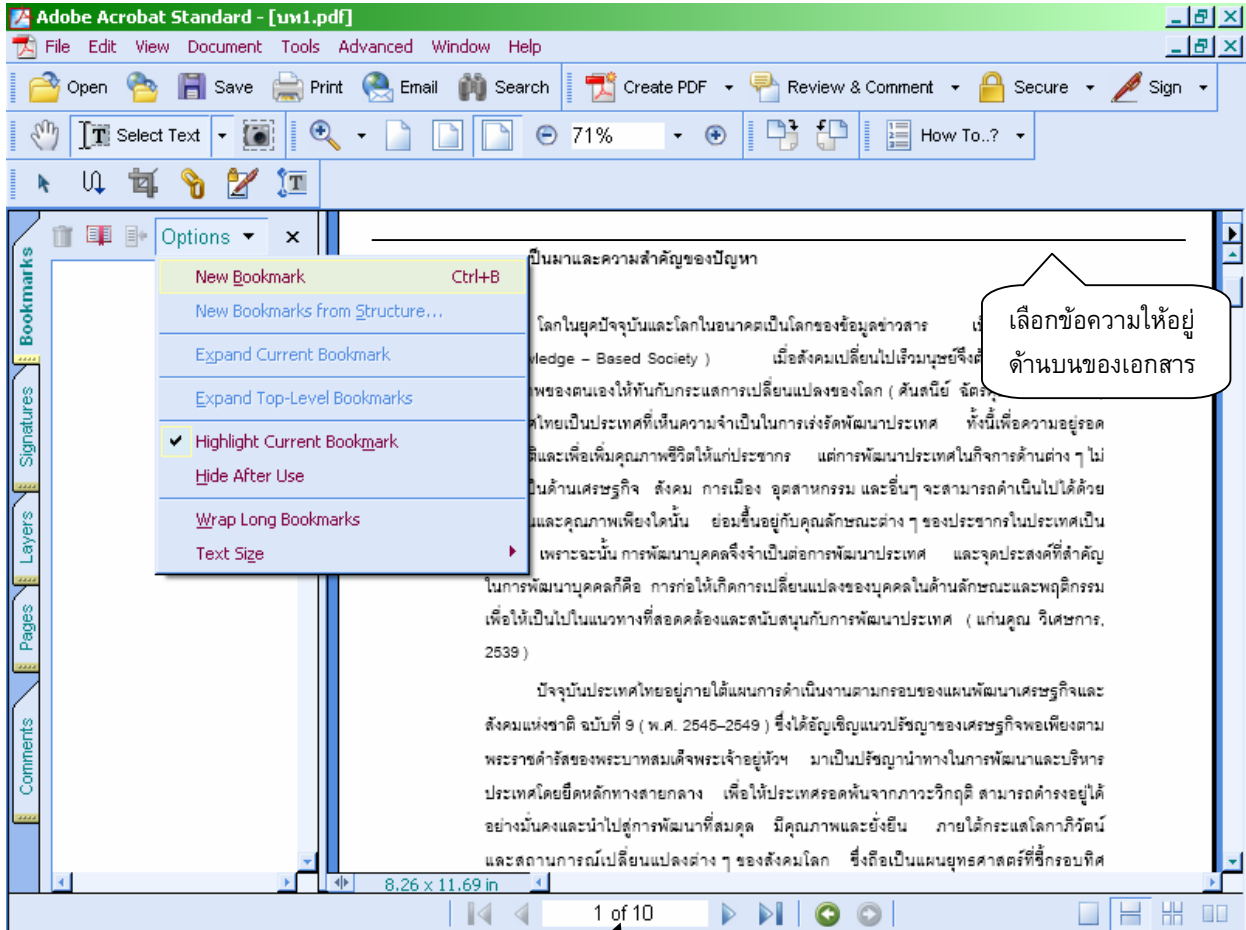 Adobe Acrobat Standard - [บท1.pdf]
File Edit View Document Tools Advanced Window Help
Open Save Print Email Search Create PDF Review & Comment Secure Sign
Select Text 71% How To..?
Options
Bookmarks
Signatures
Layers
Pages
Comments
New Bookmark Ctrl+B
New Bookmarks from Structure...
Expand Current Bookmark
Expand Top-Level Bookmarks
Highlight Current Bookmark
Hide After Use
Wrap Long Bookmarks
Text Size
เลือกข้อความให้อยู่
ด้านบนของเอกสาร
เป็นมาและความสำคัญของปัญหา
โลกในยุคปัจจุบันและโลกในอนาคตเป็นโลกของข้อมูลข่าวสาร
– Based Society ) เมื่อสังคมเปลี่ยนไปเร็วมนุษย์จึง
ของตนเองให้ทันกับกระแสการเปลี่ยนแปลงของโลก ( ศันสนีย์
ไทยเป็นประเทศที่เห็นความจำเป็นในการเร่งรัดพัฒนาประเทศ ทั้งนี้เพื่อความอยู่รอด
และเพื่อเพิ่มคุณภาพชีวิตให้แก่ประชากร แต่การพัฒนาประเทศในกิจการด้านต่าง ๆ ไม่
เป็นด้านเศรษฐกิจ สังคม การเมือง อุตสาหกรรม และอื่นๆ จะสามารถดำเนินไปได้ด้วย
และคุณภาพเพียงใดนั้น ย่อมขึ้นอยู่กับคุณลักษณะต่าง ๆ ของประชากรในประเทศเป็น
เพราะฉะนั้น การพัฒนาบุคคลจึงจำเป็นต่อการพัฒนาประเทศ และจุดประสงค์ที่สำคัญ
ในการพัฒนาบุคคลก็คือ การก่อให้เกิดการเปลี่ยนแปลงของบุคคลในด้านลักษณะและพฤติกรรม
เพื่อให้เป็นไปในแนวทางที่สอดคล้องและสนับสนุนกับการพัฒนาประเทศ ( แก่นคูณ วิเศษการ,
2539 )
ปัจจุบันประเทศไทยอยู่ภายใต้แผนการดำเนินงานตามกรอบของแผนพัฒนาเศรษฐกิจและ
สังคมแห่งชาติ ฉบับที่ 9 ( พ.ศ. 2545–2549 ) ซึ่งได้อัญเชิญแนวปรัชญาของเศรษฐกิจพอเพียงตาม
พระราชดำรัสของพระบาทสมเด็จพระเจ้าอยู่หัวฯ มาเป็นปรัชญานำทางในการพัฒนาและบริหาร
ประเทศโดยยึดหลักทางสายกลาง เพื่อให้ประเทศรอดพ้นจากภาวะวิกฤติ สามารถดำรงอยู่ได้
อย่างมั่นคงและนำไปสู่การพัฒนาที่สมดุล มีคุณภาพและยั่งยืน ภายใต้กระแสโลกาภิวัตน์
และสถานการณ์เปลี่ยนแปลงต่าง ๆ ของสังคมโลก ซึ่งถือเป็นแผนยุทธศาสตร์ที่ชี้กรอบทิศ
8.26 x 11.69 in
1 of 10